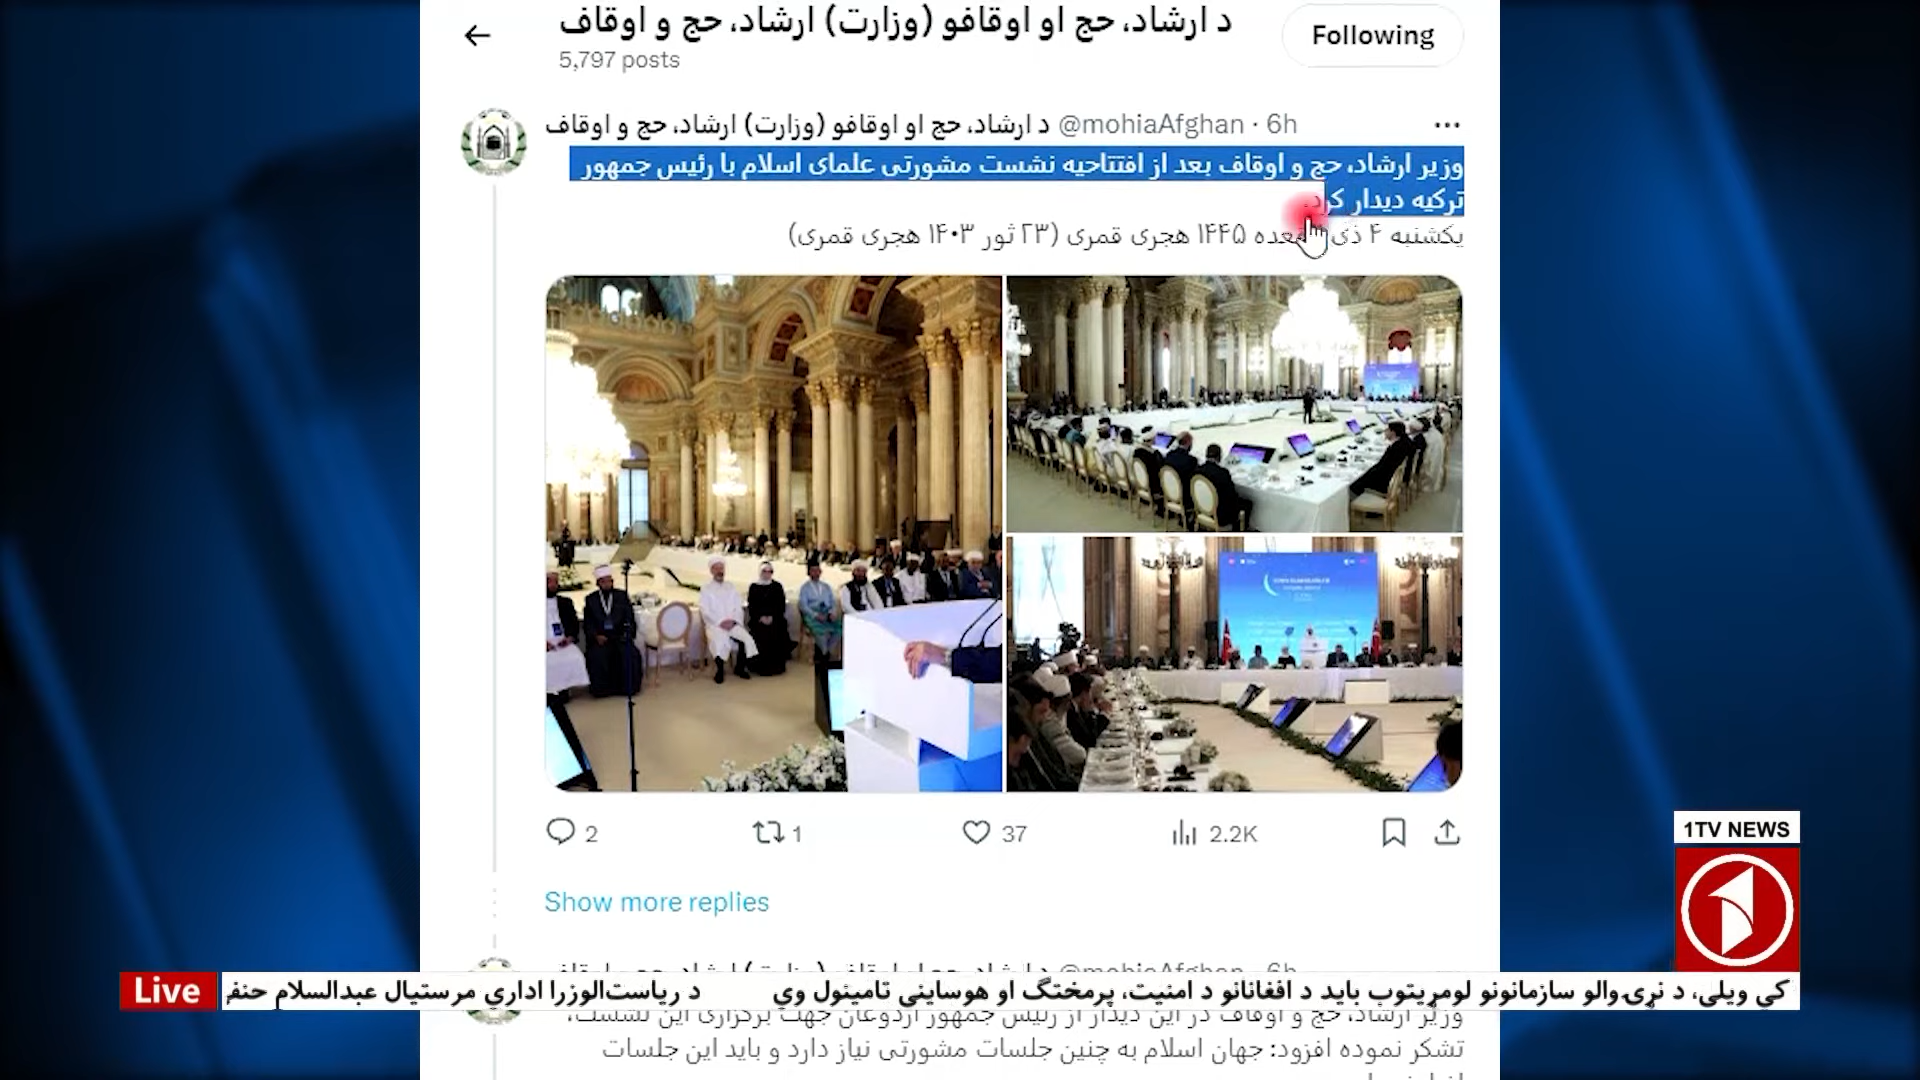 د ارشاد، حج او اوقافو (وزارت) ارشاد، حج و اوقاف
5,797 posts
Following
د ارشاد، حج او اوقافو (وزارت) ارشاد، حج و اوقاف @mohiaAfghan · 6h
وزیر ارشاد، حج و اوقاف بعد از افتتاحیه نشست مشورتی علمای اسلام با رئیس جمهور
ترکیه دیدار کرد.
یکشنبه ۴ ذی ۱۴۴۵ هجری قمری (۲۳ ثور ۱۴۰۳ هجری قمری)
2
1
37
2.2K
Show more replies
1TV NEWS
Live
کې ویلي، د نړۍ‌والو سازمانونو لومړیتوب باید د افغانانو د امنیت، پرمختګ او هوساینې تامینول وي
د ریاست‌الوزرا اداري مرستیال عبدالسلام حنفي
وزیر ارشاد، حج و اوقاف در این دیدار از رئیس جمهور اردوغان جهت برگزاری این نشست،
تشکر نموده افزود: جهان اسلام به چنین جلسات مشورتی نیاز دارد و باید این جلسات